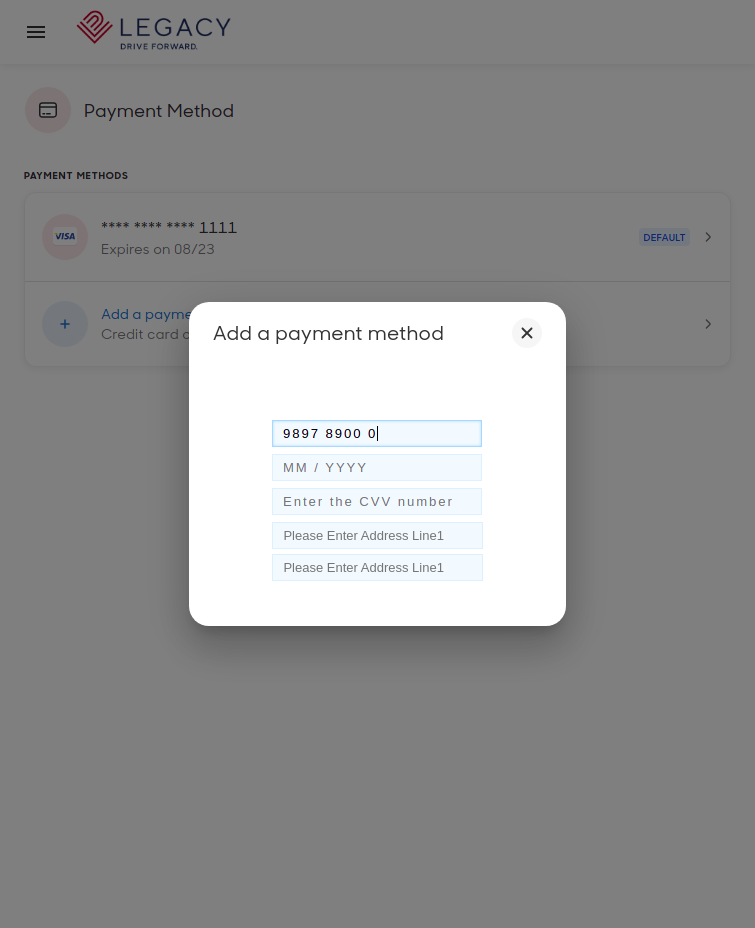 LEGACY
DRIVE FORWARD.
Payment Method
PAYMENT METHODS
VISA
**** **** **** 1111
Expires on 08/23
DEFAULT
Add a payme
Credit card
Add a payment method
9897 8900 0
MM / YYYY
Enter the CVV number
Please Enter Address Line1
Please Enter Address Line1